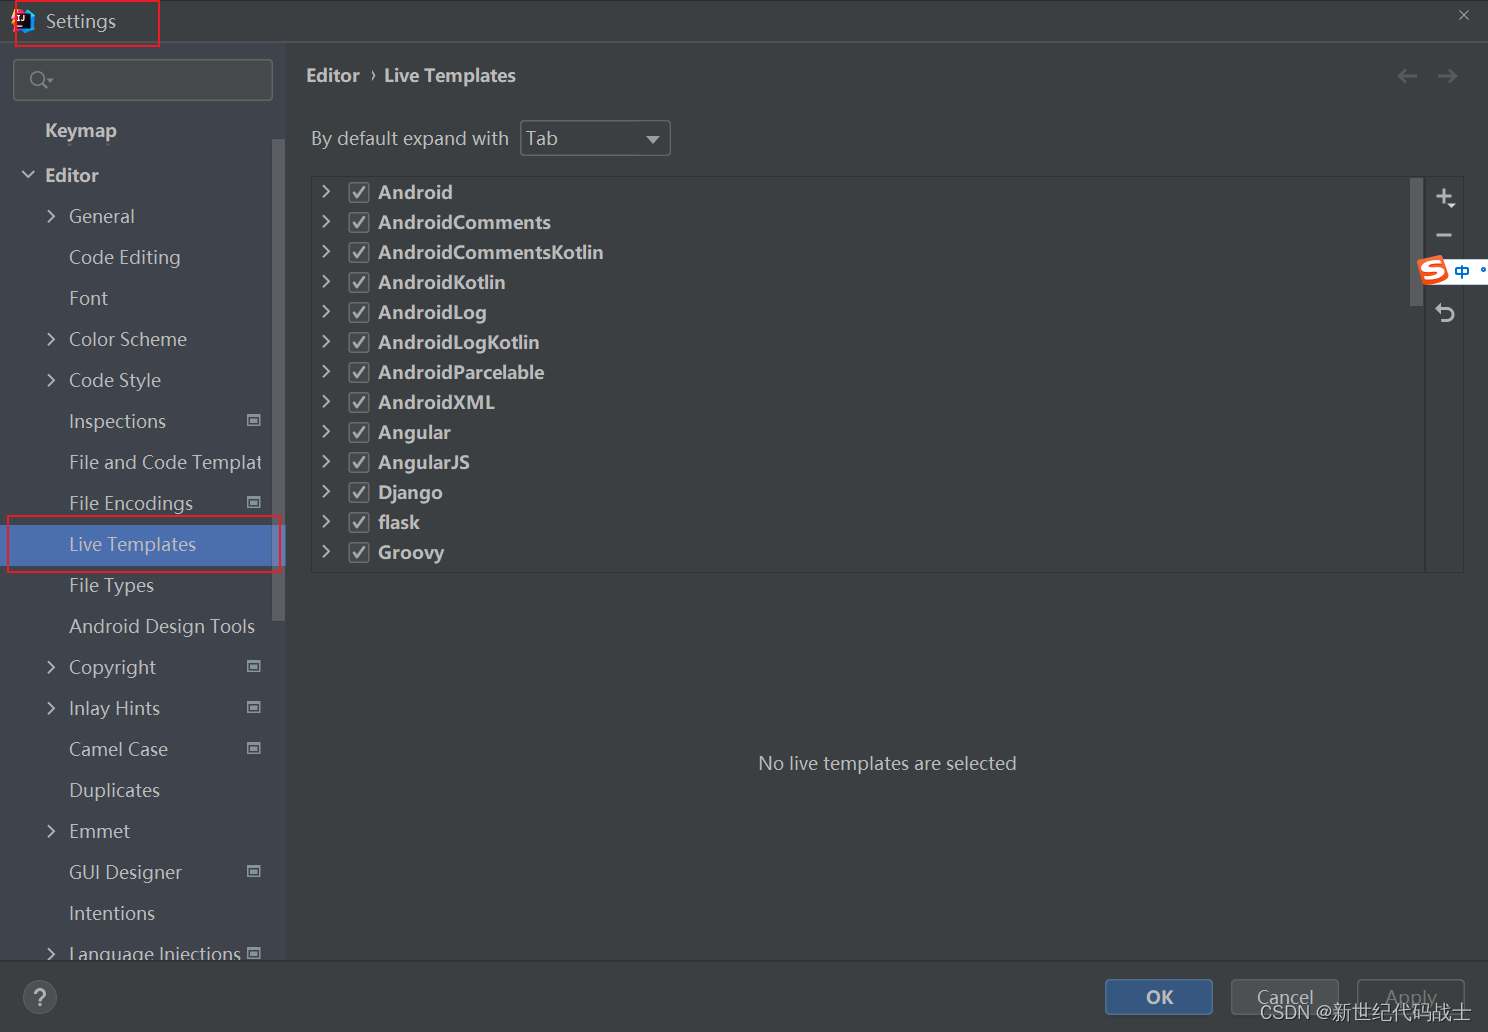 Settings
Editor › Live Templates
By default expand with Tab
Keymap
Editor
General
Code Editing
Font
Color Scheme
Code Style
Inspections
File and Code Templat
File Encodings
Live Templates
File Types
Android Design Tools
Copyright
Inlay Hints
Camel Case
Duplicates
Emmet
GUI Designer
Intentions
Language Injections
Android
AndroidComments
AndroidCommentsKotlin
AndroidKotlin
AndroidLog
AndroidLogKotlin
AndroidParcelable
AndroidXML
Angular
AngularJS
Django
flask
Groovy
中
No live templates are selected
?
OK
Cancel
Apply
CSDN @新世纪代码战士